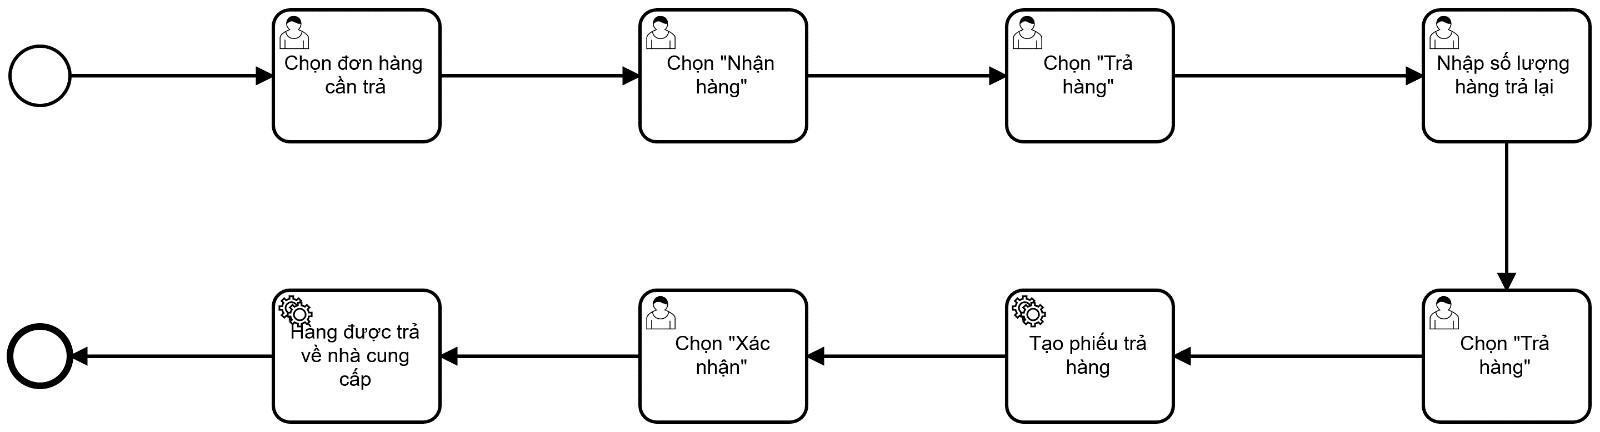 Chọn đơn hàng
cần trả
Chọn "Nhận
hàng"
Chọn "Trả
hàng"
Nhập số lượng
hàng trả lại
Hàng được trả
về nhà cung
cấp
Chọn "Xác
nhận"
Tạo phiếu trả
hàng
Chọn "Trả
hàng"